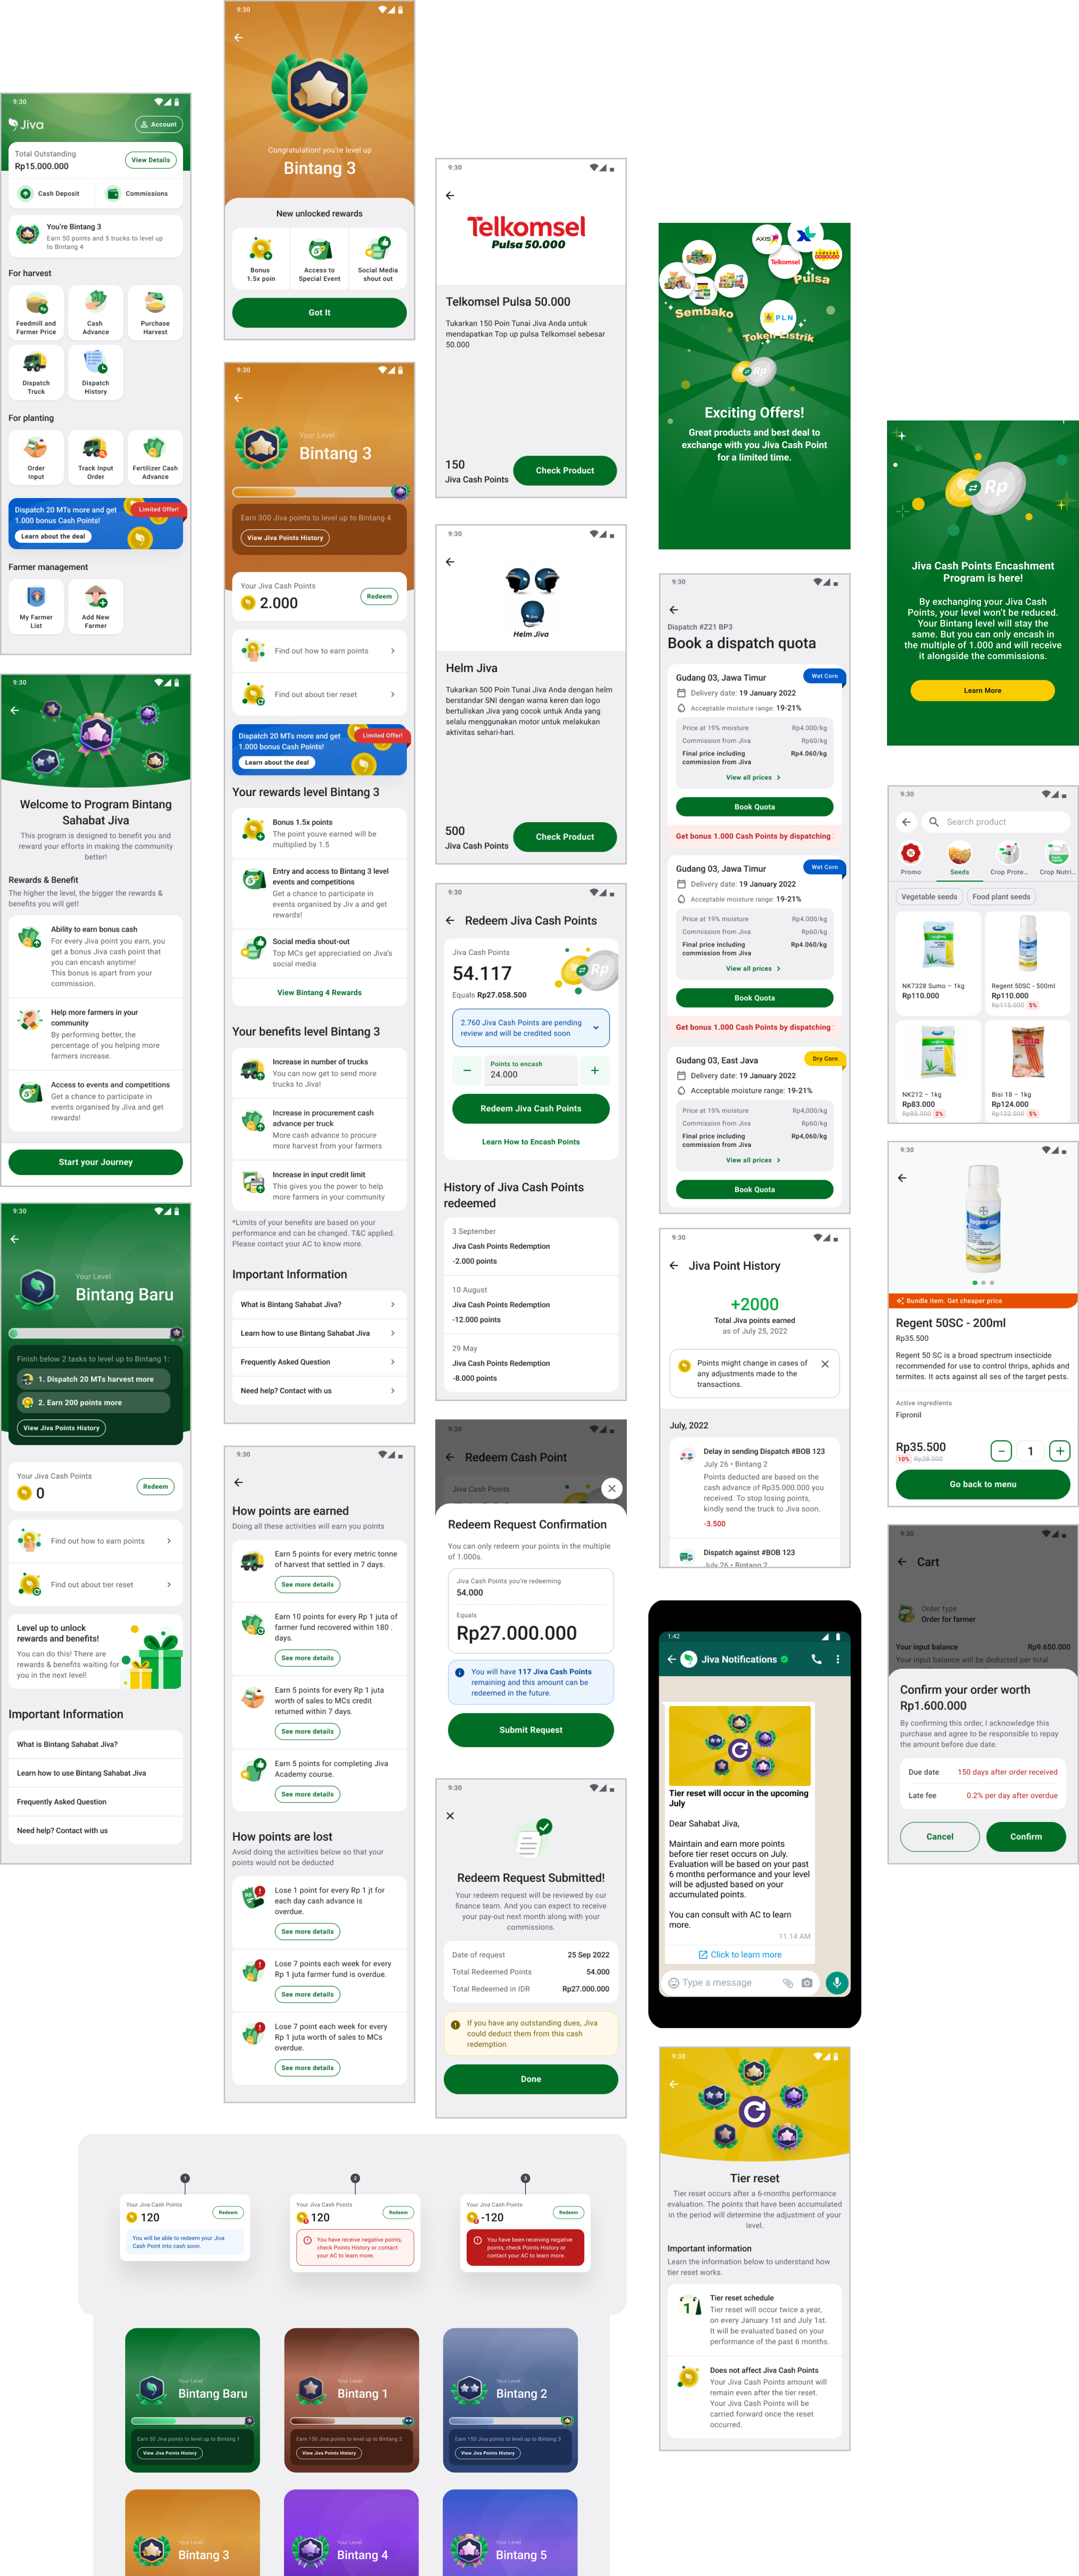 9:30
Jiva
Account
Total Outstanding
Rp15.000.000
View Details
Cash Deposit
Commissions
You're Bintang 3
Earn 50 points and 5 trucks to level up
to Bintang 4
For harvest
Feedmill and
Farmer Price
Cash
Advance
Purchase
Harvest
Dispatch
Truck
Dispatch
History
For planting
Order
Input
Track Input
Order
Fertilizer Cash
Advance
Dispatch 20 MTs more and get
1.000 bonus Cash Points!
Limited Offer!
Learn about the deal
Farmer management
My Farmer
List
Add New
Farmer
9:30
Welcome to Program Bintang
Sahabat Jiva
This program is designed to benefit you and
reward your efforts in making the community
better!
Rewards & Benefit
The higher the level, the bigger the rewards &
benefits you will get!
Ability to earn bonus cash
For every Jiva point you earn, you
get a bonus Jiva cash point that
you can encash anytime!
This bonus is apart from your
commission.
Help more farmers in your
community
By performing better, the
percentage of you helping more
farmers increase.
Access to events and competitions
Get a chance to participate in
events organised by Jiva and get
rewards!
Start your Journey
9:30
Your Level
Bintang Baru
Finish below 2 tasks to level up to Bintang 1:
1. Dispatch 20 MTs harvest more
2. Earn 200 points more
View Jiva Points History
Your Jiva Cash Points
0
Redeem
Find out how to earn points
Find out about tier reset
Level up to unlock
rewards and benefits!
You can do this! There are
rewards & benefits waiting for
you in the next level!
Important Information
What is Bintang Sahabat Jiva?
Learn how to use Bintang Sahabat Jiva
Frequently Asked Question
Need help? Contact with us
9:30
Congratulation! you're level up
Bintang 3
New unlocked rewards
Bonus
1.5x poin
Access to
Special Event
Social Media
shout out
Got It
9:30
Your Level
Bintang 3
Earn 300 Jiva points to level up to Bintang 4
View Jiva Points History
Your Jiva Cash Points
2.000
Redeem
Find out how to earn points
Find out about tier reset
Dispatch 20 MTs more and get
1.000 bonus Cash Points!
Limited Offer!
Learn about the deal
Your rewards level Bintang 3
Bonus 1.5x points
The point youve earned will be
multiplied by 1.5
Entry and access to Bintang 3 level
events and competitions
Get a chance to participate in
events organised by Jiv a and get
rewards!
Social media shout-out
Top MCs get appreciated on Jiva's
social media
View Bintang 4 Rewards
Your benefits level Bintang 3
Increase in number of trucks
You can now get to send more
trucks to Jiva!
Increase in procurement cash
advance per truck
More cash advance to procure
more harvest from your farmers
Increase in input credit limit
This gives you the power to help
more farmers in your community
*Limits of your benefits are based on your
performance and can be changed. T&C applied.
Please contact your AC to know more.
Important Information
What is Bintang Sahabat Jiva?
Learn how to use Bintang Sahabat Jiva
Frequently Asked Question
Need help? Contact with us
9:30
How points are earned
Doing all these activities will earn you points
Earn 5 points for every metric tonne
of harvest that settled in 7 days.
See more details
Earn 10 points for every Rp 1 juta of
farmer fund recovered within 180 .
days.
See more details
Earn 5 points for every Rp 1 juta
worth of sales to MCs credit
returned within 7 days.
See more details
Earn 5 points for completing Jiva
Academy course.
See more details
How points are lost
Avoid doing the activities below so that your
points would not be deducted
Lose 1 point for every Rp 1 jt for
each day cash advance is
overdue.
See more details
Lose 7 points each week for every
Rp 1 juta farmer fund is overdue.
See more details
Lose 7 point each week for every
Rp 1 juta worth of sales to MCs
overdue.
See more details
9:30
Telkomsel
Pulsa 50.000
Telkomsel Pulsa 50.000
Tukarkan 150 Poin Tunai Jiva Anda untuk
mendapatkan Top up pulsa Telkomsel sebesar
50.000
150
Jiva Cash Points
Check Product
9:30
Helm Jiva
Helm Jiva
Tukarkan 500 Poin Tunai Jiva Anda dengan helm
berstandar SNI dengan warna keren dan logo
bertuliskan Jiva yang cocok untuk Anda yang
selalu menggunakan motor untuk melakukan
aktivitas sehari-hari.
500
Jiva Cash Points
Check Product
9:30
Redeem Jiva Cash Points
Jiva Cash Points
54.117
Equals Rp27.058.500
Rp
2.760 Jiva Cash Points are pending
review and will be credited soon
Points to encash
24.000
Redeem Jiva Cash Points
Learn How to Encash Points
History of Jiva Cash Points
redeemed
3 September
Jiva Cash Points Redemption
-2.000 points
10 August
Jiva Cash Points Redemption
-12.000 points
29 May
Jiva Cash Points Redemption
-8.000 points
9:30
Redeem Cash Point
Jiva Cash Points
Redeem Request Confirmation
You can only redeem your points in the multiple
of 1.000s.
Jiva Cash Points you're redeeming
54.000
Equals
Rp27.000.000
You will have 117 Jiva Cash Points
remaining and this amount can be
redeemed in the future.
Submit Request
9:30
Redeem Request Submitted!
Your redeem request will be reviewed by our
finance team. And you can expect to receive
your pay-out next month along with your
commissions.
Date of request
25 Sep 2022
Total Redeemed Points
54.000
Total Redeemed in IDR
Rp27.000.000
If you have any outstanding dues, Jiva
could deduct them from this cash
redemption.
Done
AXIS
XL
Telkomsel
indosat
ooredoo
Pulsa
Sembako
PLN
Token Listrik
Rp
Exciting Offers!
Great products and best deal to
exchange with you Jiva Cash Point
for a limited time.
9:30
Dispatch #Z21 BP3
Book a dispatch quota
Gudang 03, Jawa Timur
Wet Corn
Delivery date: 19 January 2022
Acceptable moisture range: 19-21%
Price at 19% moisture
Rp4.000/kg
Commission from Jiva
Rp60/kg
Final price including
commission from Jiva
Rp4.060/kg
View all prices
Book Quota
Get bonus 1.000 Cash Points by dispatching
Gudang 03, Jawa Timur
Wet Corn
Delivery date: 19 January 2022
Acceptable moisture range: 19-21%
Price at 19% moisture
Rp4.000/kg
Commission from Jiva
Rp60/kg
Final price including
commission from Jiva
Rp4.060/kg
View all prices
Book Quota
Get bonus 1.000 Cash Points by dispatching
Gudang 03, East Java
Dry Corn
Delivery date: 19 January 2022
Acceptable moisture range: 19-21%
Price at 19% moisture
Rp4,000/kg
Commission from Jiva
Rp60/kg
Final price including
commission from Jiva
Rp4,060/kg
View all prices
Book Quota
9:30
Jiva Point History
+2000
Total Jiva points earned
as of July 25, 2022
Points might change in cases of
any adjustments made to the
transactions.
July, 2022
Delay in sending Dispatch #BOB 123
July 26 • Bintang 2
Points deducted are based on the
cash advance of Rp35.000.000 you
received. To stop losing points,
kindly send the truck to Jiva soon.
-3.500
Dispatch against #BOB 123
July 26 • Bintang 2
1:42
Jiva Notifications
Tier reset will occur in the upcoming
July
Dear Sahabat Jiva,
Maintain and earn more points
before tier reset occurs on July.
Evaluation will be based on your past
6 months performance and your level
will be adjusted based on your
accumulated points.
You can consult with AC to learn
more.
11.14 AM
Click to learn more
Type a message
9:30
Tier reset
Tier reset occurs after a 6-months performance
evaluation. The points that have been accumulated
in the period will determine the adjustment of your
level.
Important information
Learn the information below to understand how
tier reset works.
1
Tier reset schedule
Tier reset will occur twice a year,
on every January 1st and July 1st.
It will be evaluated based on your
performance of the past 6 months.
Does not affect Jiva Cash Points
Your Jiva Cash Points amount will
remain even after the tier reset.
Your Jiva Cash Points will be
carried forward once the reset
occurred.
Rp
Jiva Cash Points Encashment
Program is here!
By exchanging your Jiva Cash
Points, your level won't be reduced.
Your Bintang level will stay the
same. But you can only encash in
the multiple of 1.000 and will receive
it alongside the commissions.
Learn More
9:30
Search product
Promo
Seeds
Crop Prote...
Crop Nutri...
Vegetable seeds
Food plant seeds
NK7328 Sumo – 1kg
Rp110.000
Regent 50SC - 500ml
Rp110.000
Rp115.000 5%
NK212 – 1kg
Rp83.000
Rp85.000 2%
Bisi 18 – 1kg
Rp124.000
Rp132.000 5%
9:30
Regent
Bundle item. Get cheaper price
Regent 50SC - 200ml
Rp35.500
Regent 50 SC is a broad spectrum insecticide
recommended for use to control thrips, aphids and
termites. It acts against all ses of the target pests.
Active ingredients
Fipronil
Rp35.500
10% Rp38.000
1
Go back to menu
9:30
Cart
Order type
Order for farmer
Your input balance
Rp9.650.000
Your input balance will be deducted per total
Confirm your order worth
Rp1.600.000
By confirming this order, I acknowledge this
purchase and agree to be responsible to repay
the amount before due date.
Due date
150 days after order received
Late fee
0.2% per day after overdue
Cancel
Confirm
1
Your Jiva Cash Points
120
Redeem
You will be able to redeem your Jiva
Cash Point into cash soon.
2
Your Jiva Cash Points
120
Redeem
You have receive negative points,
check Points History or contact
your AC to learn more.
3
Your Jiva Cash Points
-120
Redeem
You have been receiving negative
points, check Points History or
contact your AC to learn more.
Your Level
Bintang Baru
Earn 50 Jiva points to level up to Bintang 1
View Jiva Points History
Your Level
Bintang 1
Earn 150 Jiva points to level up to Bintang 2
View Jiva Points History
Your Level
Bintang 2
Earn 150 Jiva points to level up to Bintang 3
View Jiva Points History
Your Level
Bintang 3
Your Level
Bintang 4
Your Level
Bintang 5